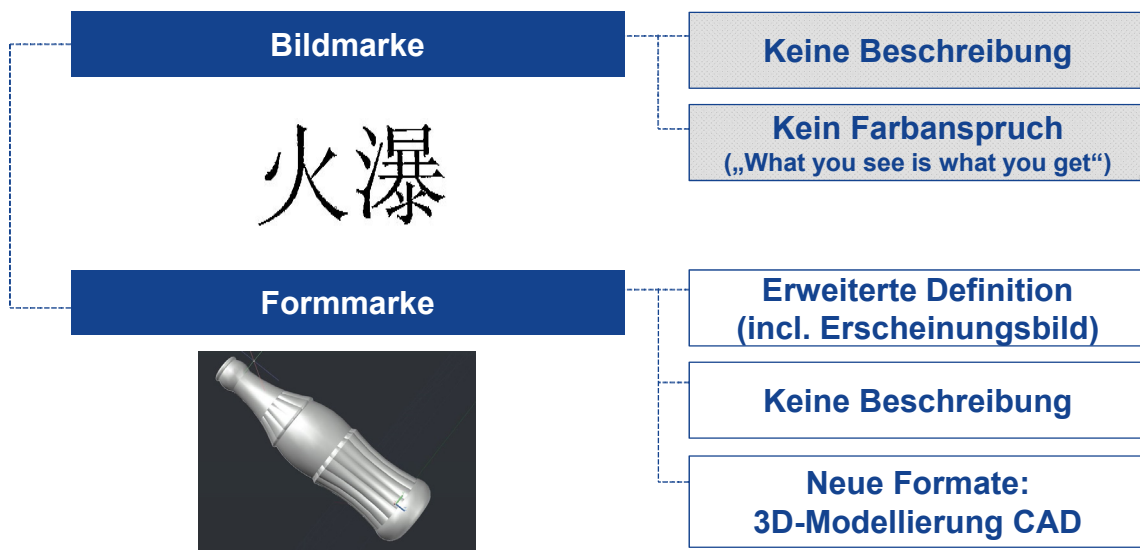 Bildmarke
Keine Beschreibung
Kein Farbanspruch
(„What you see is what you get“)
火瀑
Formmarke
Erweiterte Definition
(incl. Erscheinungsbild)
Keine Beschreibung
Neue Formate:
3D-Modellierung CAD